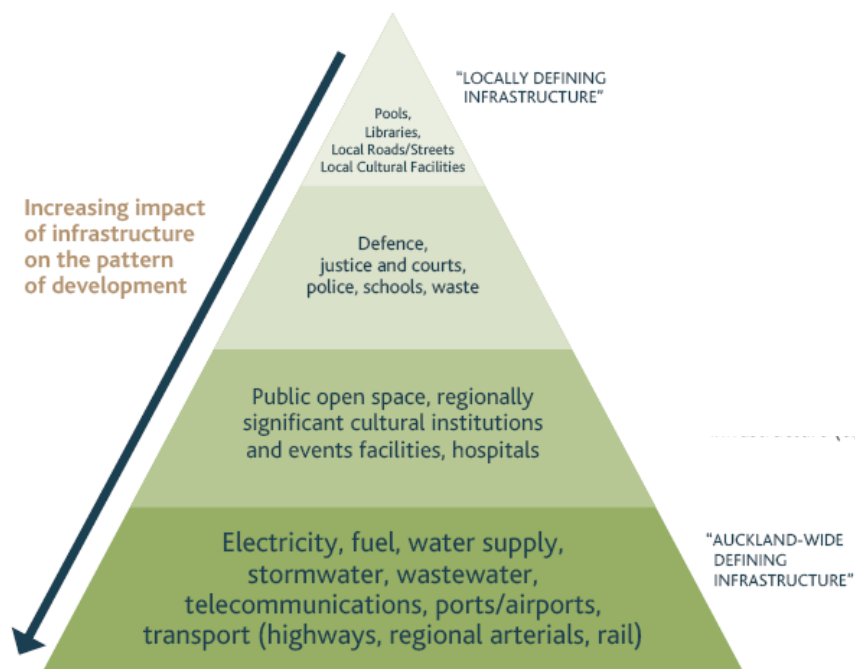 "LOCALLY DEFINING
INFRASTRUCTURE"
Pools,
Libraries,
Local Roads/Streets
Local Cultural Facilities
Increasing impact
of infrastructure
on the pattern
of development
Defence,
justice and courts,
police, schools, waste
Public open space, regionally
significant cultural institutions
and events facilities, hospitals
Electricity, fuel, water supply,
stormwater, wastewater,
telecommunications, ports/airports,
transport (highways, regional arterials, rail)
"AUCKLAND-WIDE
DEFINING
INFRASTRUCTURE"